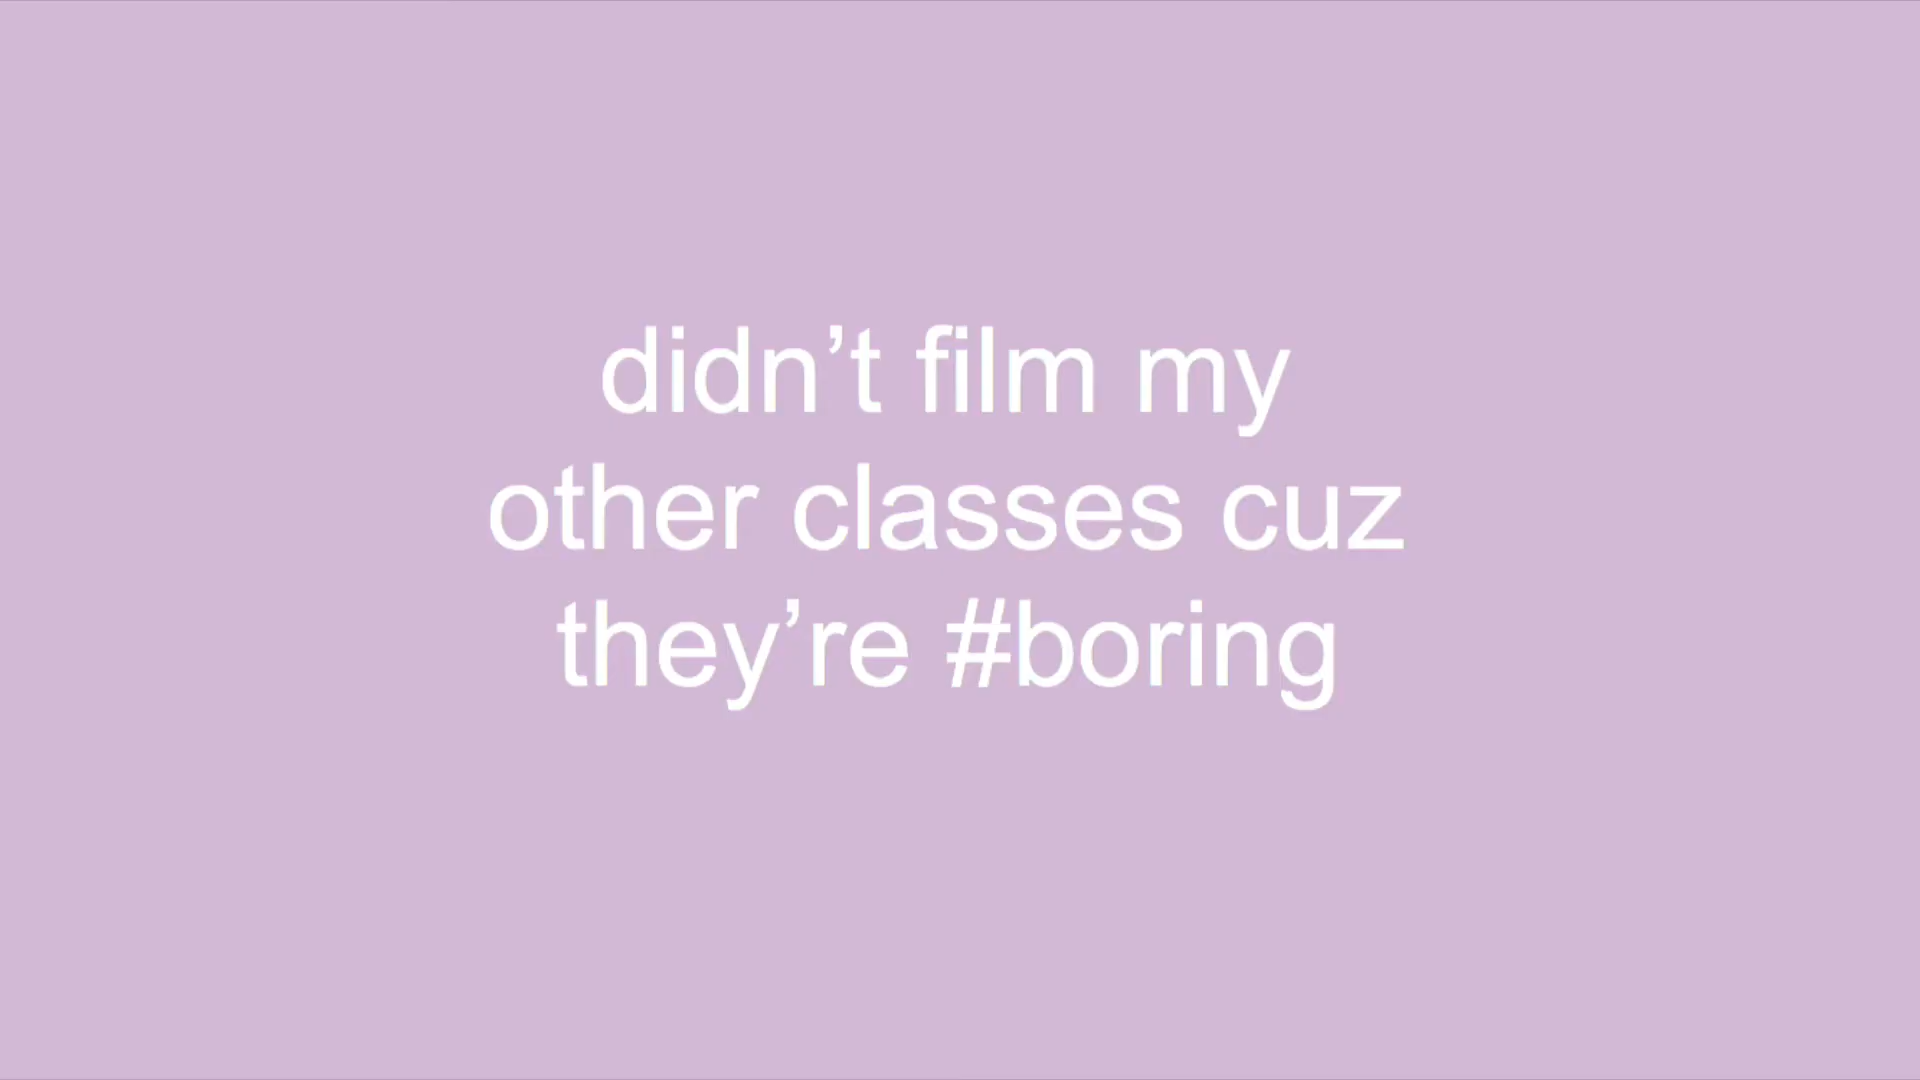 didn’t film my
other classes cuz
they’re #boring